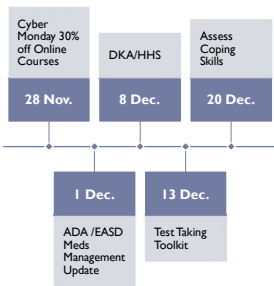 Cyber
Monday 30%
off Online
Courses
28 Nov.
DKA/HHS
8 Dec.
Assess
Coping
Skills
20 Dec.
1 Dec.
ADA /EASD
Meds
Management
Update
13 Dec.
Test Taking
Toolkit